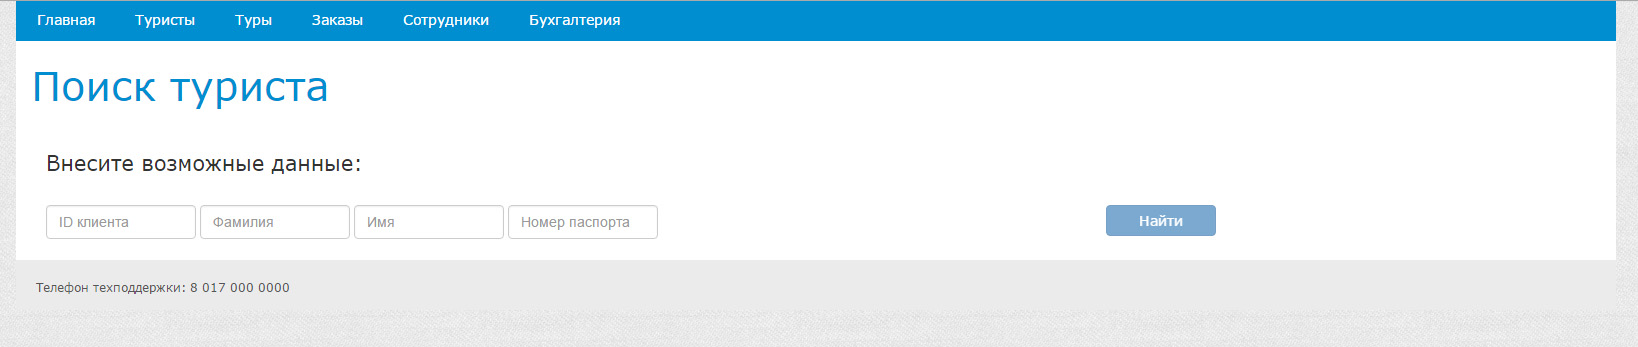 Главная Туристы Туры Заказы Сотрудники Бухгалтерия
Поиск туриста
Внесите возможные данные:
ID клиента Фамилия Имя Номер паспорта Найти
Телефон техподдержки: 8 017 000 0000